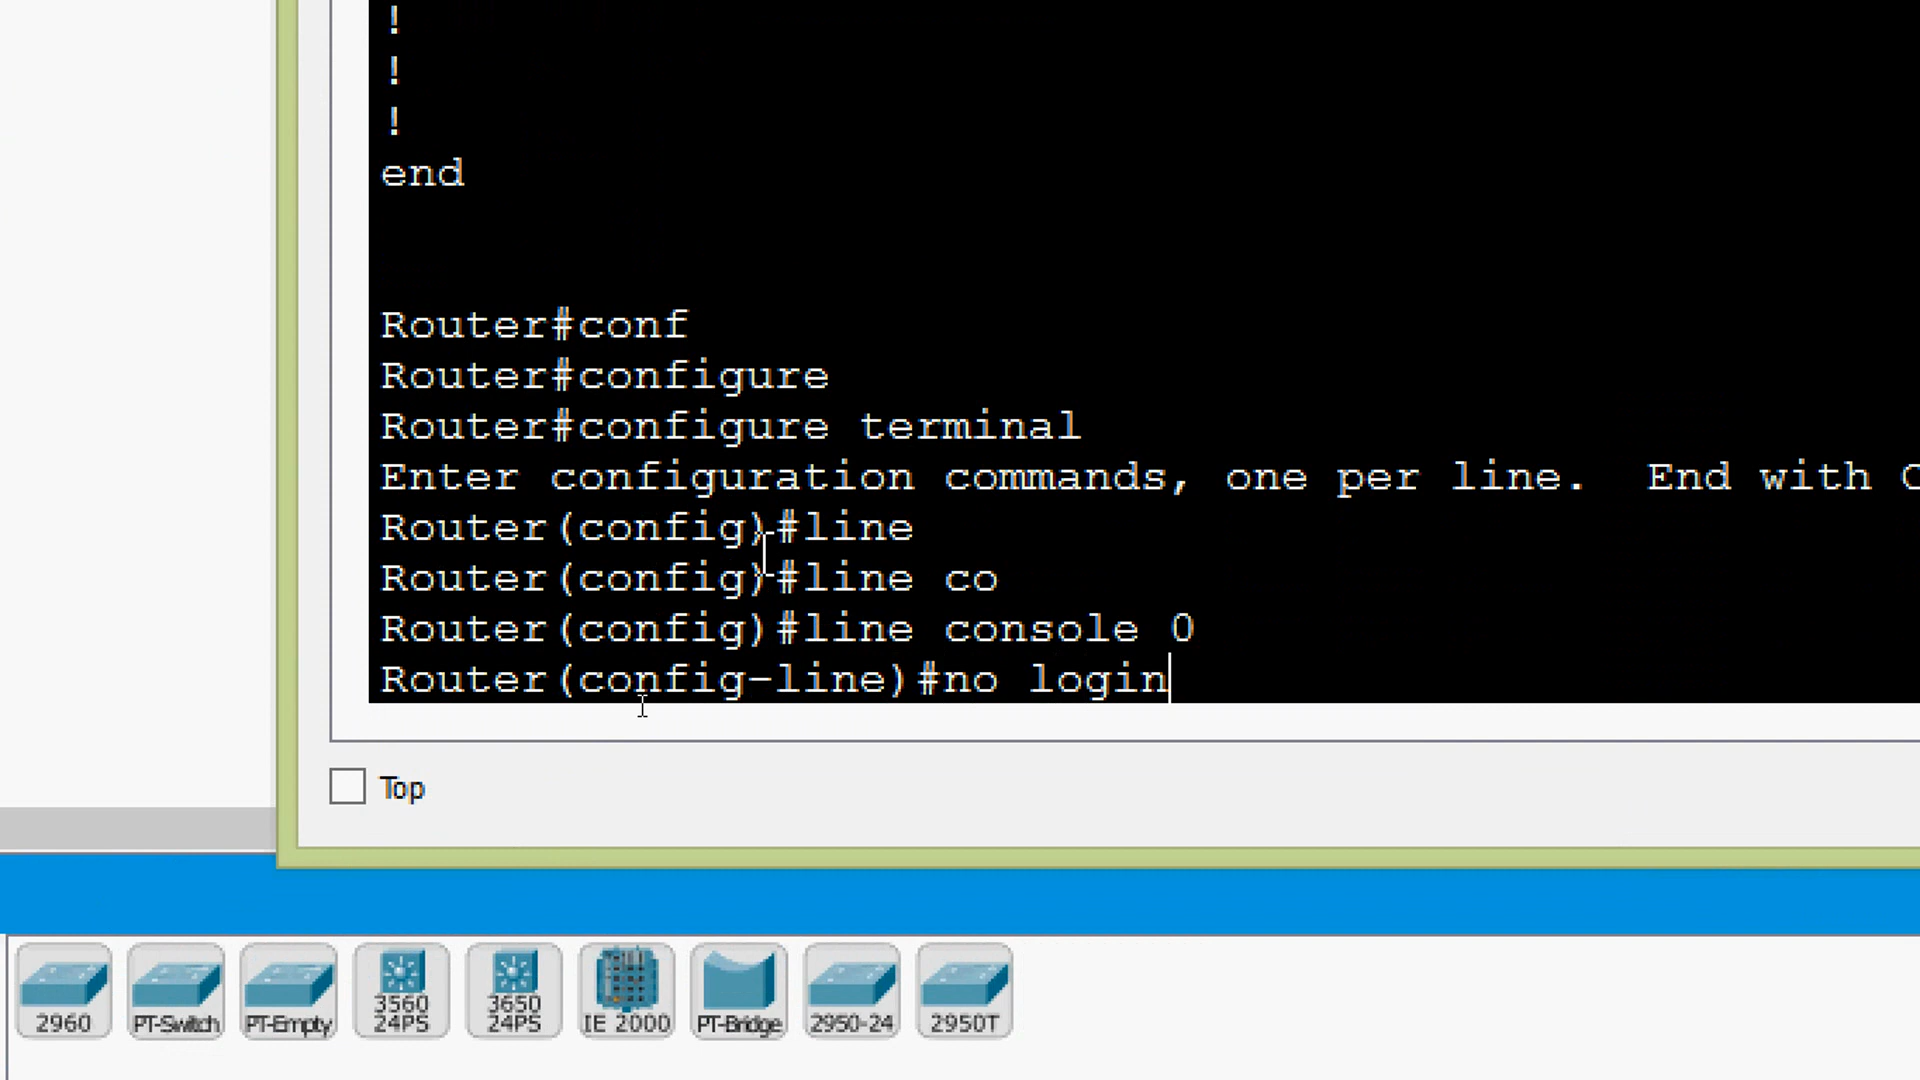 !
!
!
end
Router#conf
Router#configure
Router#configure terminal
Enter configuration commands, one per line.  End with C
Router(config)#line
Router(config)#line co
Router(config)#line console 0
Router(config-line)#no login
Top
2960
PT-Switch
PT-Empty
3560
24PS
3650
24PS
IE 2000
PT-Bridge
2950-24
2950T